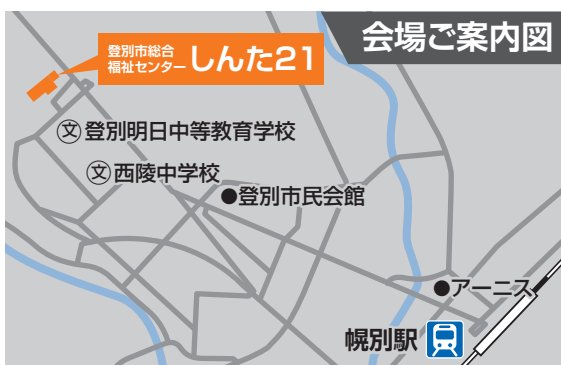 会場ご案内図
登別市総合
福祉センター しんた21
文 登別明日中等教育学校
文 西陵中学校
●登別市民会館
●アーニス
幌別駅